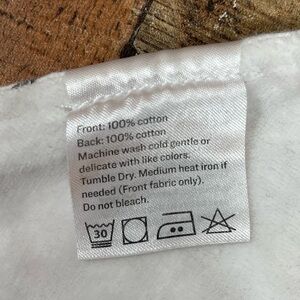 Front: 100% cotton
Back: 100% cotton
Machine wash cold gentle or
delicate with like colors.
Tumble Dry. Medium heat iron if
needed (Front fabric only).
Do not bleach.
30